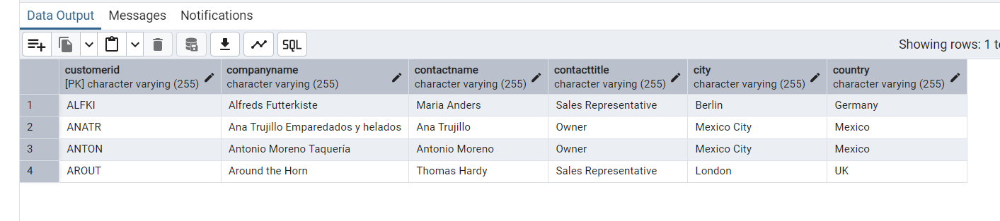 Data Output Messages Notifications
SQL Showing rows: 1
customerid companyname contactname contacttitle city country
[PK] character varying (255) character varying (255) character varying (255) character varying (255) character varying (255) character varying (255)
1 ALFKI Alfreds Futterkiste Maria Anders Sales Representative Berlin Germany
2 ANATR Ana Trujillo Emparedados y helados Ana Trujillo Owner Mexico City Mexico
3 ANTON Antonio Moreno Taquería Antonio Moreno Owner Mexico City Mexico
4 AROUT Around the Horn Thomas Hardy Sales Representative London UK